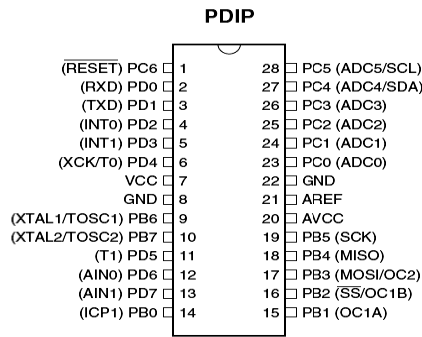 PDIP
(RESET) PC6 1 28 PC5 (ADC5/SCL)
(RXD) PD0 2 27 PC4 (ADC4/SDA)
(TXD) PD1 3 26 PC3 (ADC3)
(INT0) PD2 4 25 PC2 (ADC2)
(INT1) PD3 5 24 PC1 (ADC1)
(XCK/T0) PD4 6 23 PC0 (ADC0)
VCC 7 22 GND
GND 8 21 AREF
(XTAL1/TOSC1) PB6 9 20 AVCC
(XTAL2/TOSC2) PB7 10 19 PB5 (SCK)
(T1) PD5 11 18 PB4 (MISO)
(AIN0) PD6 12 17 PB3 (MOSI/OC2)
(AIN1) PD7 13 16 PB2 (SS/OC1B)
(ICP1) PB0 14 15 PB1 (OC1A)